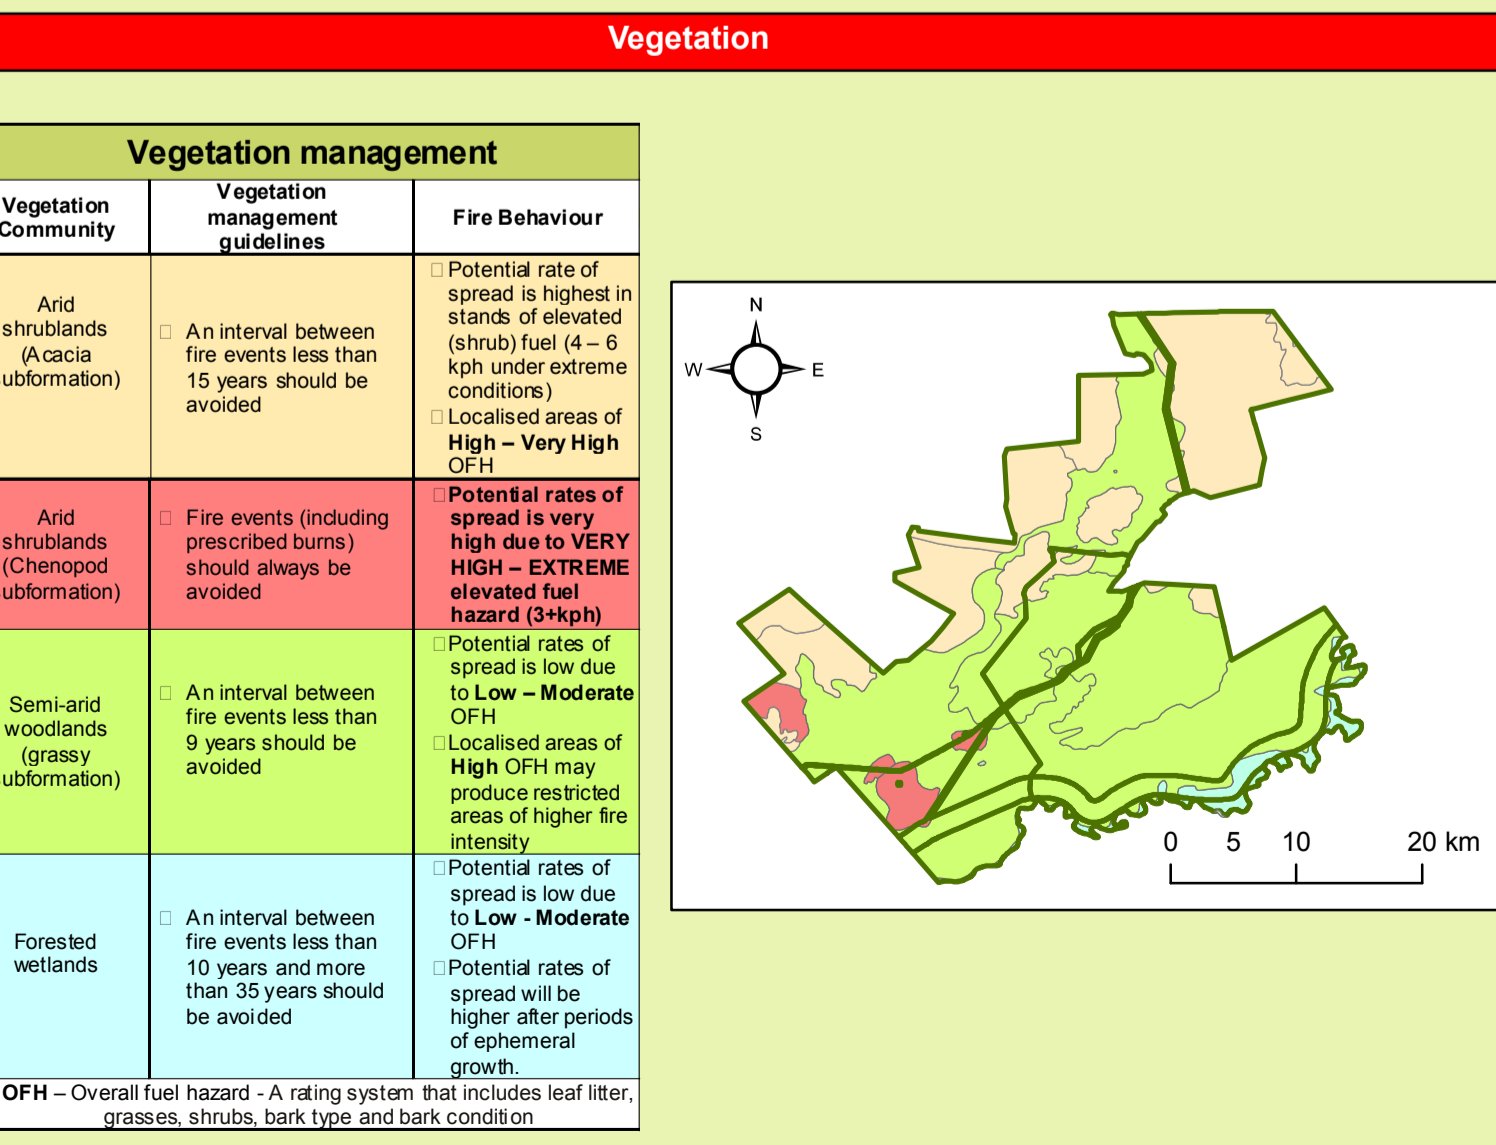 Vegetation
Vegetation management
Vegetation
Community
Vegetation
management
guidelines
Fire Behaviour
Arid
shrublands
(Acacia
ubformation)
□ An interval between
fire events less than
15 years should be
avoided
□ Potential rate of
spread is highest in
stands of elevated
(shrub) fuel (4 – 6
kph under extreme
conditions)
□ Localised areas of
High – Very High
OFH
Arid
shrublands
(Chenopod
ubformation)
□ Fire events (including
prescribed burns)
should always be
avoided
□ Potential rates of
spread is very
high due to VERY
HIGH – EXTREME
elevated fuel
hazard (3+kph)
Semi-arid
woodlands
(grassy
ubformation)
□ An interval between
fire events less than
9 years should be
avoided
□ Potential rates of
spread is low due
to Low – Moderate
OFH
□ Localised areas of
High OFH may
produce restricted
areas of higher fire
intensity
Forested
wetlands
□ An interval between
fire events less than
10 years and more
than 35 years should
be avoided
□ Potential rates of
spread is low due
to Low - Moderate
OFH
□ Potential rates of
spread will be
higher after periods
of ephemeral
growth.
OFH – Overall fuel hazard - A rating system that includes leaf litter,
grasses, shrubs, bark type and bark condition
N
W E
S
0 5 10 20 km